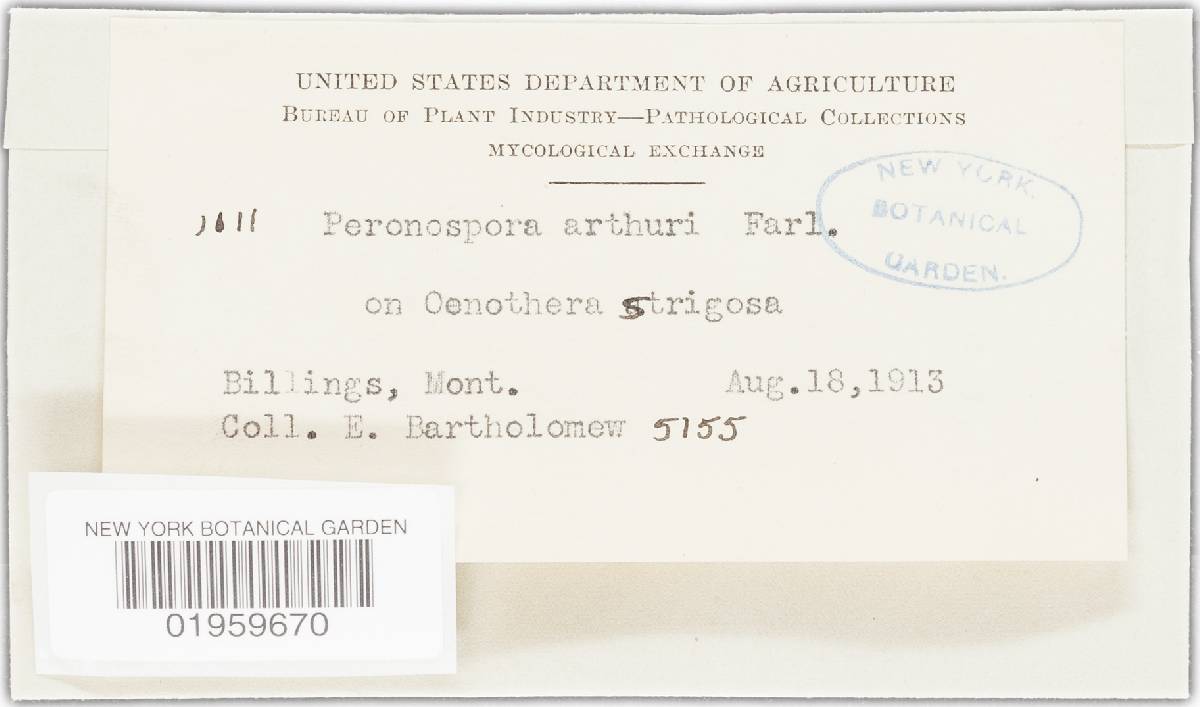 UNITED STATES DEPARTMENT OF AGRICULTURE
BUREAU OF PLANT INDUSTRY—PATHOLOGICAL COLLECTIONS
MYCOLOGICAL EXCHANGE
NEW YORK
BOTANICAL
GARDEN.
1611 Peronospora arthuri Farl.
on Oenothera strigosa
Billings, Mont. Aug.18,1913
Coll. E. Bartholomew 5155
NEW YORK BOTANICAL GARDEN
01959670